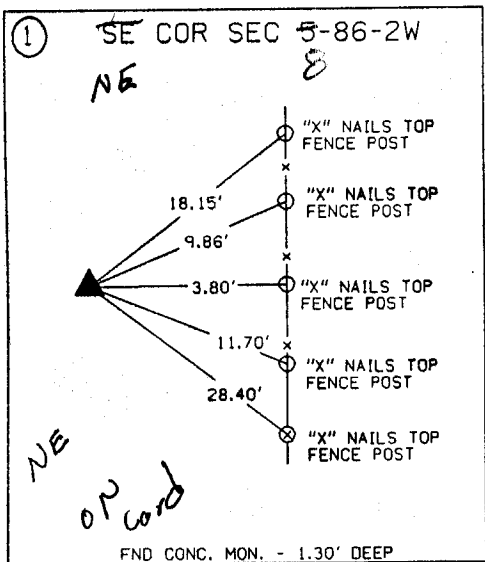 1 SE COR SEC 5-86-2W
NE 8
"X" NAILS TOP
FENCE POST
18.15'
"X" NAILS TOP
FENCE POST
9.86'
3.80'
"X" NAILS TOP
FENCE POST
11.70'
"X" NAILS TOP
FENCE POST
28.40'
"X" NAILS TOP
FENCE POST
NE
on card
FND CONC. MON. - 1.30' DEEP